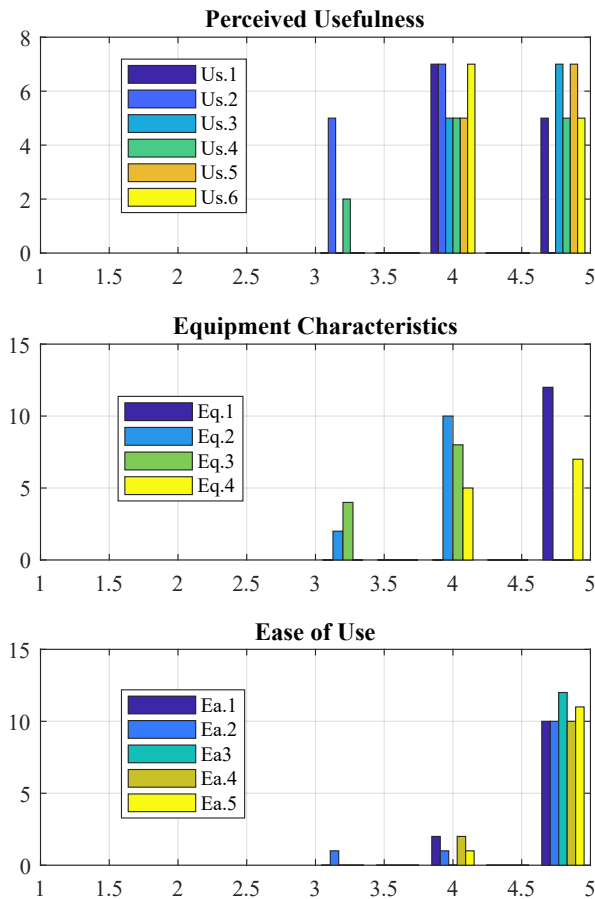 Perceived Usefulness
8
6
4
2
0
Us.1
Us.2
Us.3
Us.4
Us.5
Us.6
1 1.5 2 2.5 3 3.5 4 4.5 5
Equipment Characteristics
15
10
5
0
Eq.1
Eq.2
Eq.3
Eq.4
1 1.5 2 2.5 3 3.5 4 4.5 5
Ease of Use
15
10
5
0
Ea.1
Ea.2
Ea3
Ea.4
Ea.5
1 1.5 2 2.5 3 3.5 4 4.5 5